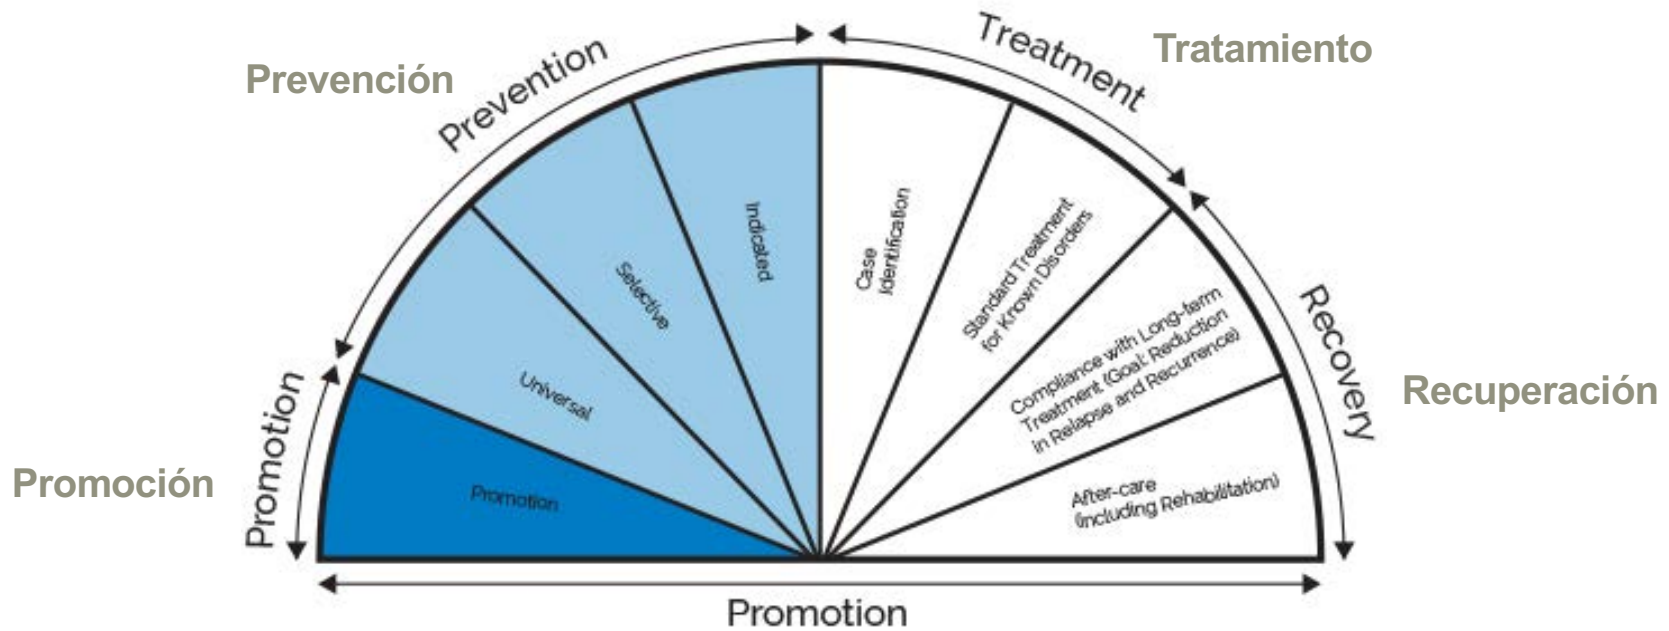 Prevención
Prevention
Treatment
Tratamiento
Promoción
Promotion
Recovery
Recuperación
Promotion
Universal
Selective
Indicated
Case
Identification
Standard Treatment
for Known Disorders
Compliance with Long-term
Treatment (Goal: Reduction
in Relapse and Recurrence)
After-care
(Including Rehabilitation)
Promotion